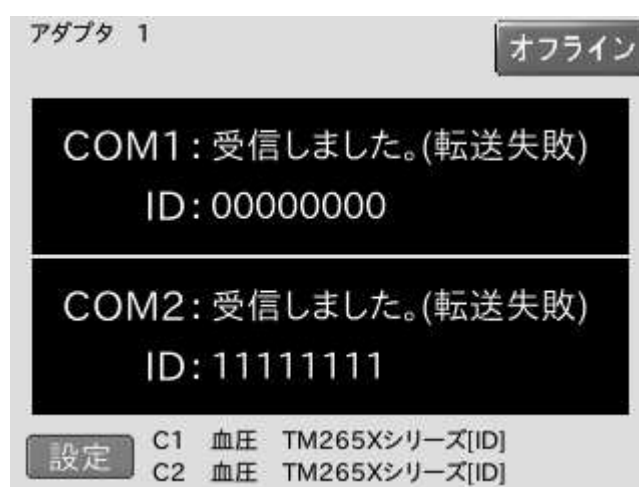 アダプタ 1
オフライン
COM1:受信しました。(転送失敗)
ID:00000000
COM2:受信しました。(転送失敗)
ID:11111111
設定
C1 血圧 TM265Xシリーズ[ID]
C2 血圧 TM265Xシリーズ[ID]